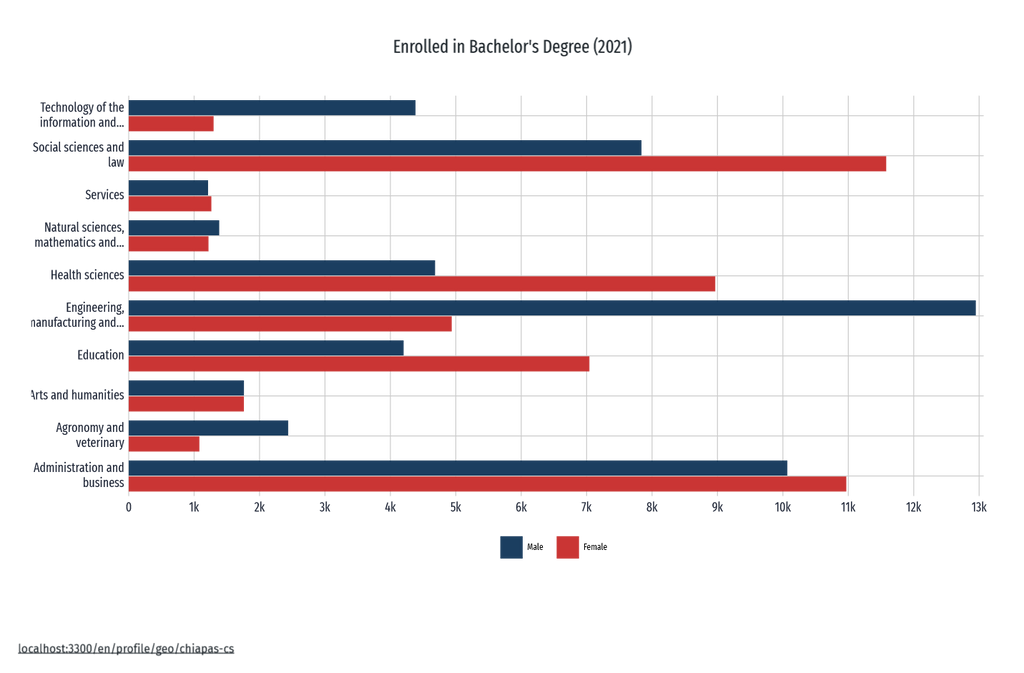 Enrolled in Bachelor's Degree (2021)
Technology of the
information and...
Social sciences and
law
Services
Natural sciences,
mathematics and...
Health sciences
Engineering,
manufacturing and...
Education
Arts and humanities
Agronomy and
veterinary
Administration and
business
0 1k 2k 3k 4k 5k 6k 7k 8k 9k 10k 11k 12k 13k
Male Female
localhost:3300/en/profile/geo/chiapas-cs